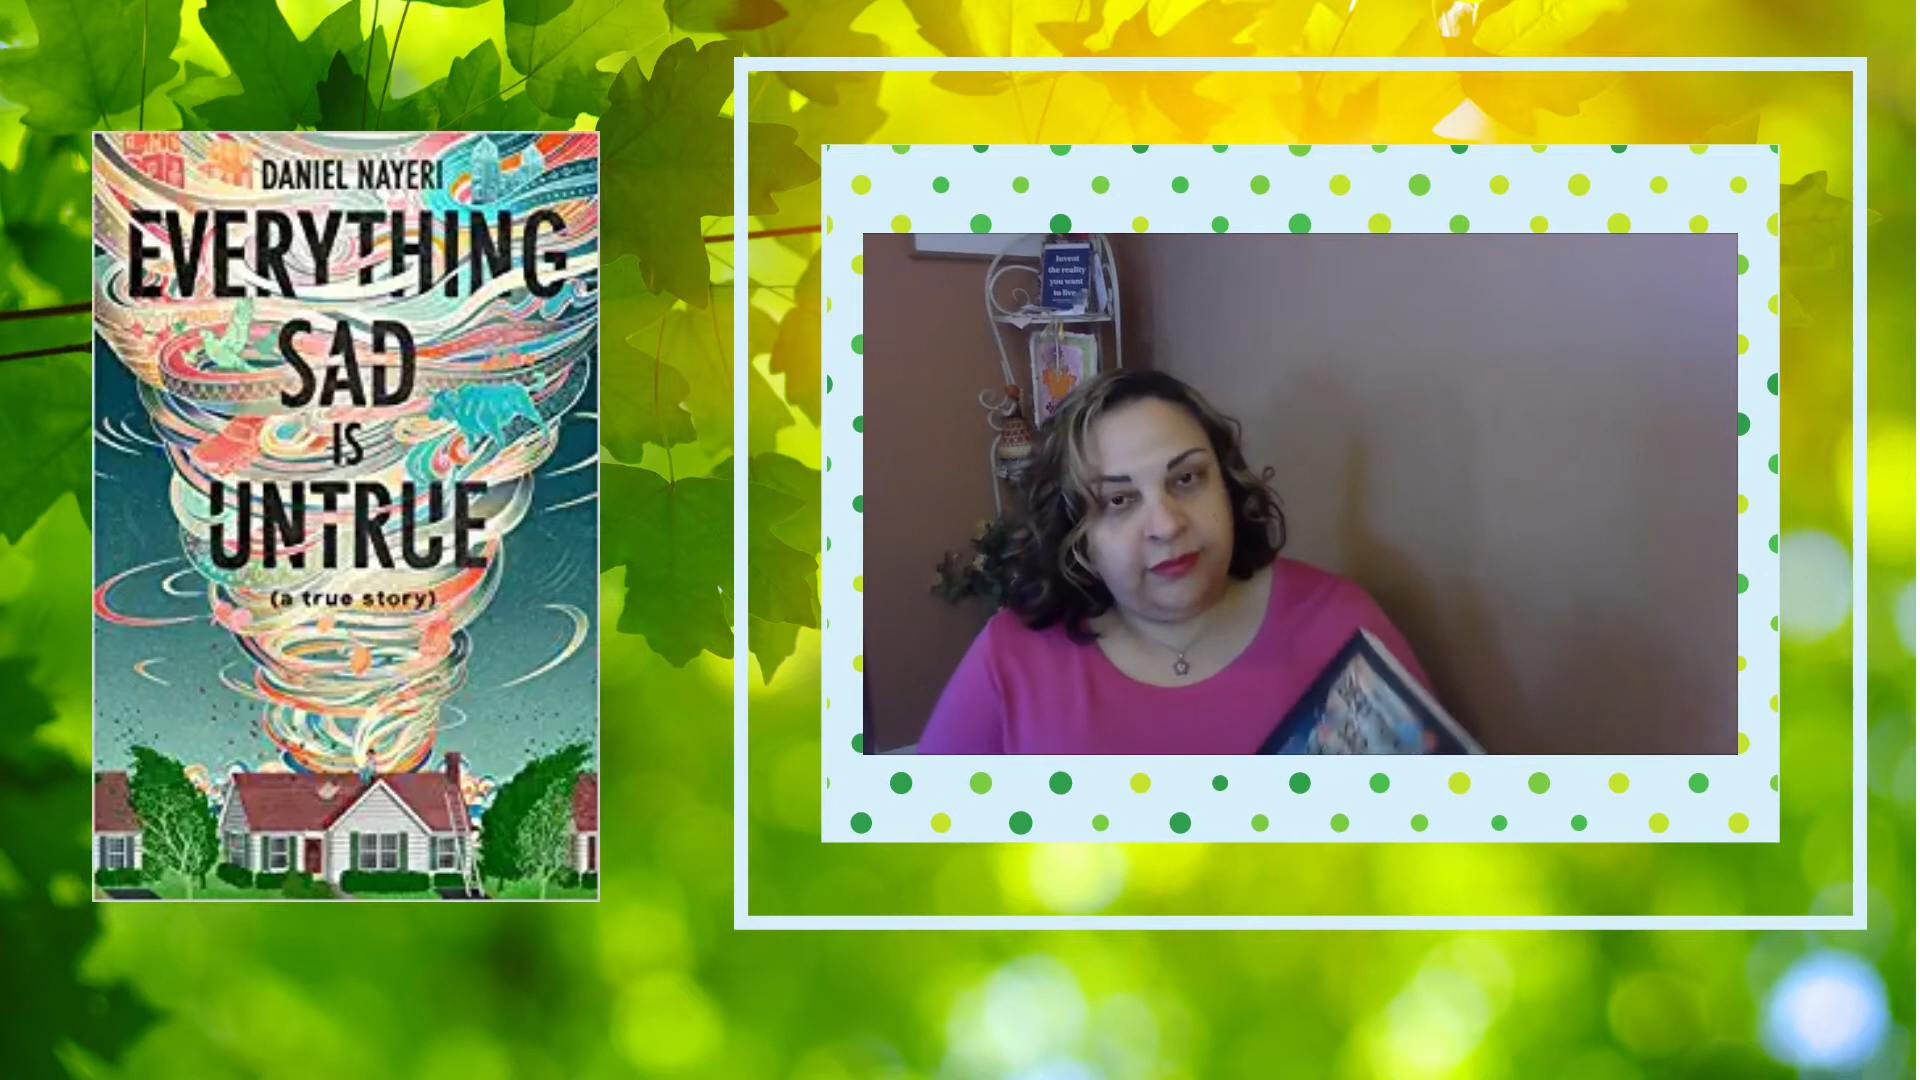 DANIEL NAYERI
EVERYTHING
SAD
IS
UNTRUE
(a true story)
Invent
the reality
you want
to live